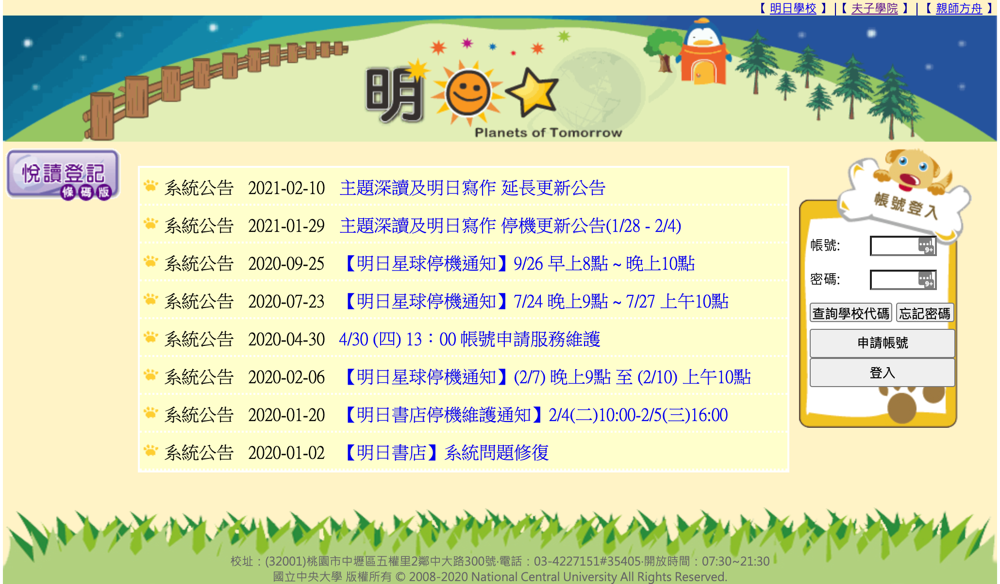 【 明日學校 】 |【 夫子學院 】 | 【 親師方舟 】
明
Planets of Tomorrow
悅讀登記
條碼版
系統公告 2021-02-10 主題深讀及明日寫作 延長更新公告
系統公告 2021-01-29 主題深讀及明日寫作 停機更新公告(1/28 - 2/4)
系統公告 2020-09-25 【明日星球停機通知】9/26 早上8點 ~ 晚上10點
系統公告 2020-07-23 【明日星球停機通知】7/24 晚上9點 ~ 7/27 上午10點
系統公告 2020-04-30 4/30 (四) 13：00 帳號申請服務維護
系統公告 2020-02-06 【明日星球停機通知】(2/7) 晚上9點 至 (2/10) 上午10點
系統公告 2020-01-20 【明日書店停機維護通知】2/4(二)10:00-2/5(三)16:00
系統公告 2020-01-02 【明日書店】系統問題修復
帳號登入
帳號: 9+
密碼: 9+
查詢學校代碼 忘記密碼
申請帳號
登入
校址：(32001)桃園市中壢區五權里2鄰中大路300號·電話：03-4227151#35405·開放時間：07:30~21:30
國立中央大學 版權所有 © 2008-2020 National Central University All Rights Reserved.